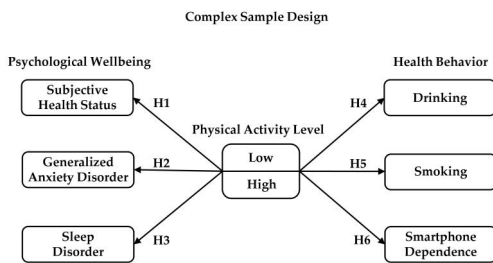 Complex Sample Design
Psychological Wellbeing
Health Behavior
Subjective
Health Status
H1
H4
Drinking
Physical Activity Level
Generalized
Anxiety Disorder
H2
Low
High
H5
Smoking
Sleep
Disorder
H3
H6
Smartphone
Dependence